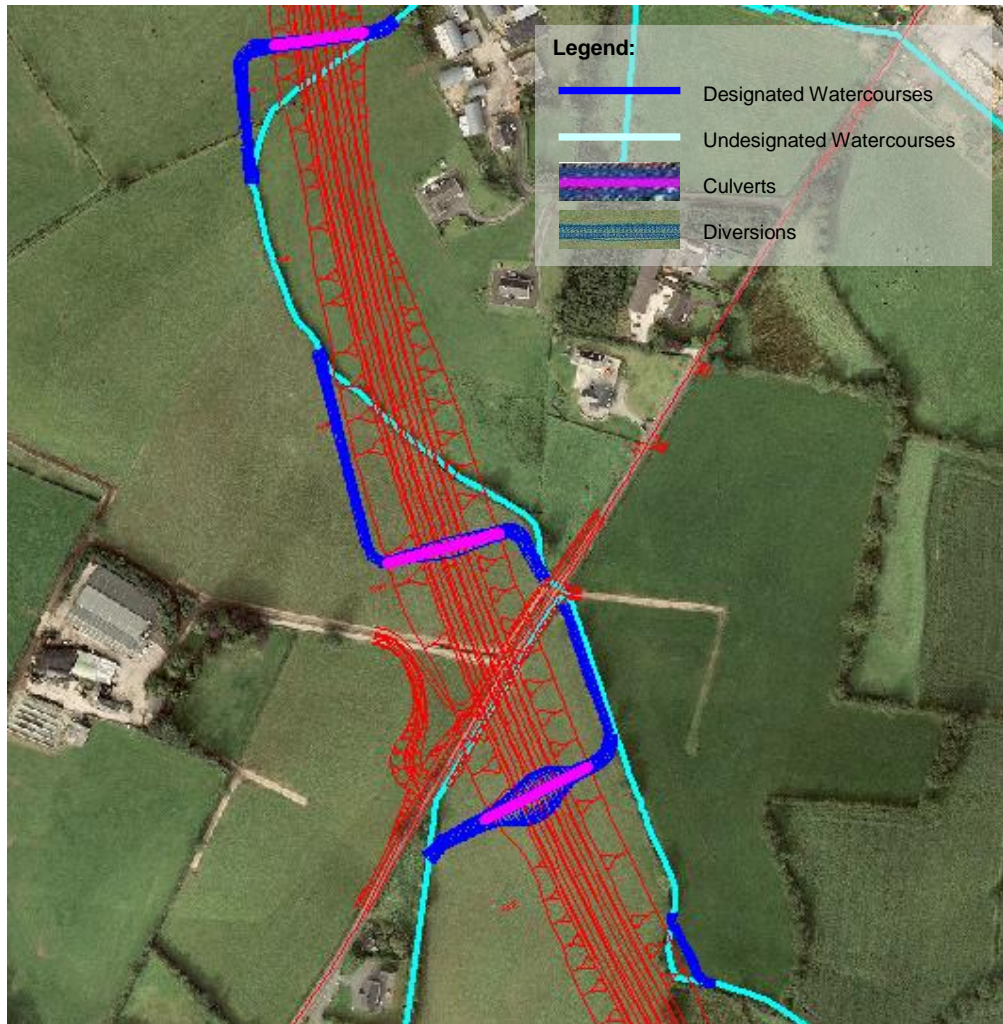 Legend:
Designated Watercourses
Undesignated Watercourses
Culverts
Diversions